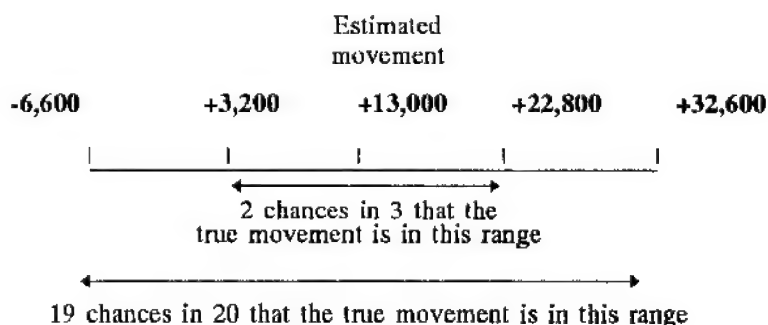 Estimated
movement
-6,600 +3,200 +13,000 +22,800 +32,600
2 chances in 3 that the
true movement is in this range
19 chances in 20 that the true movement is in this range